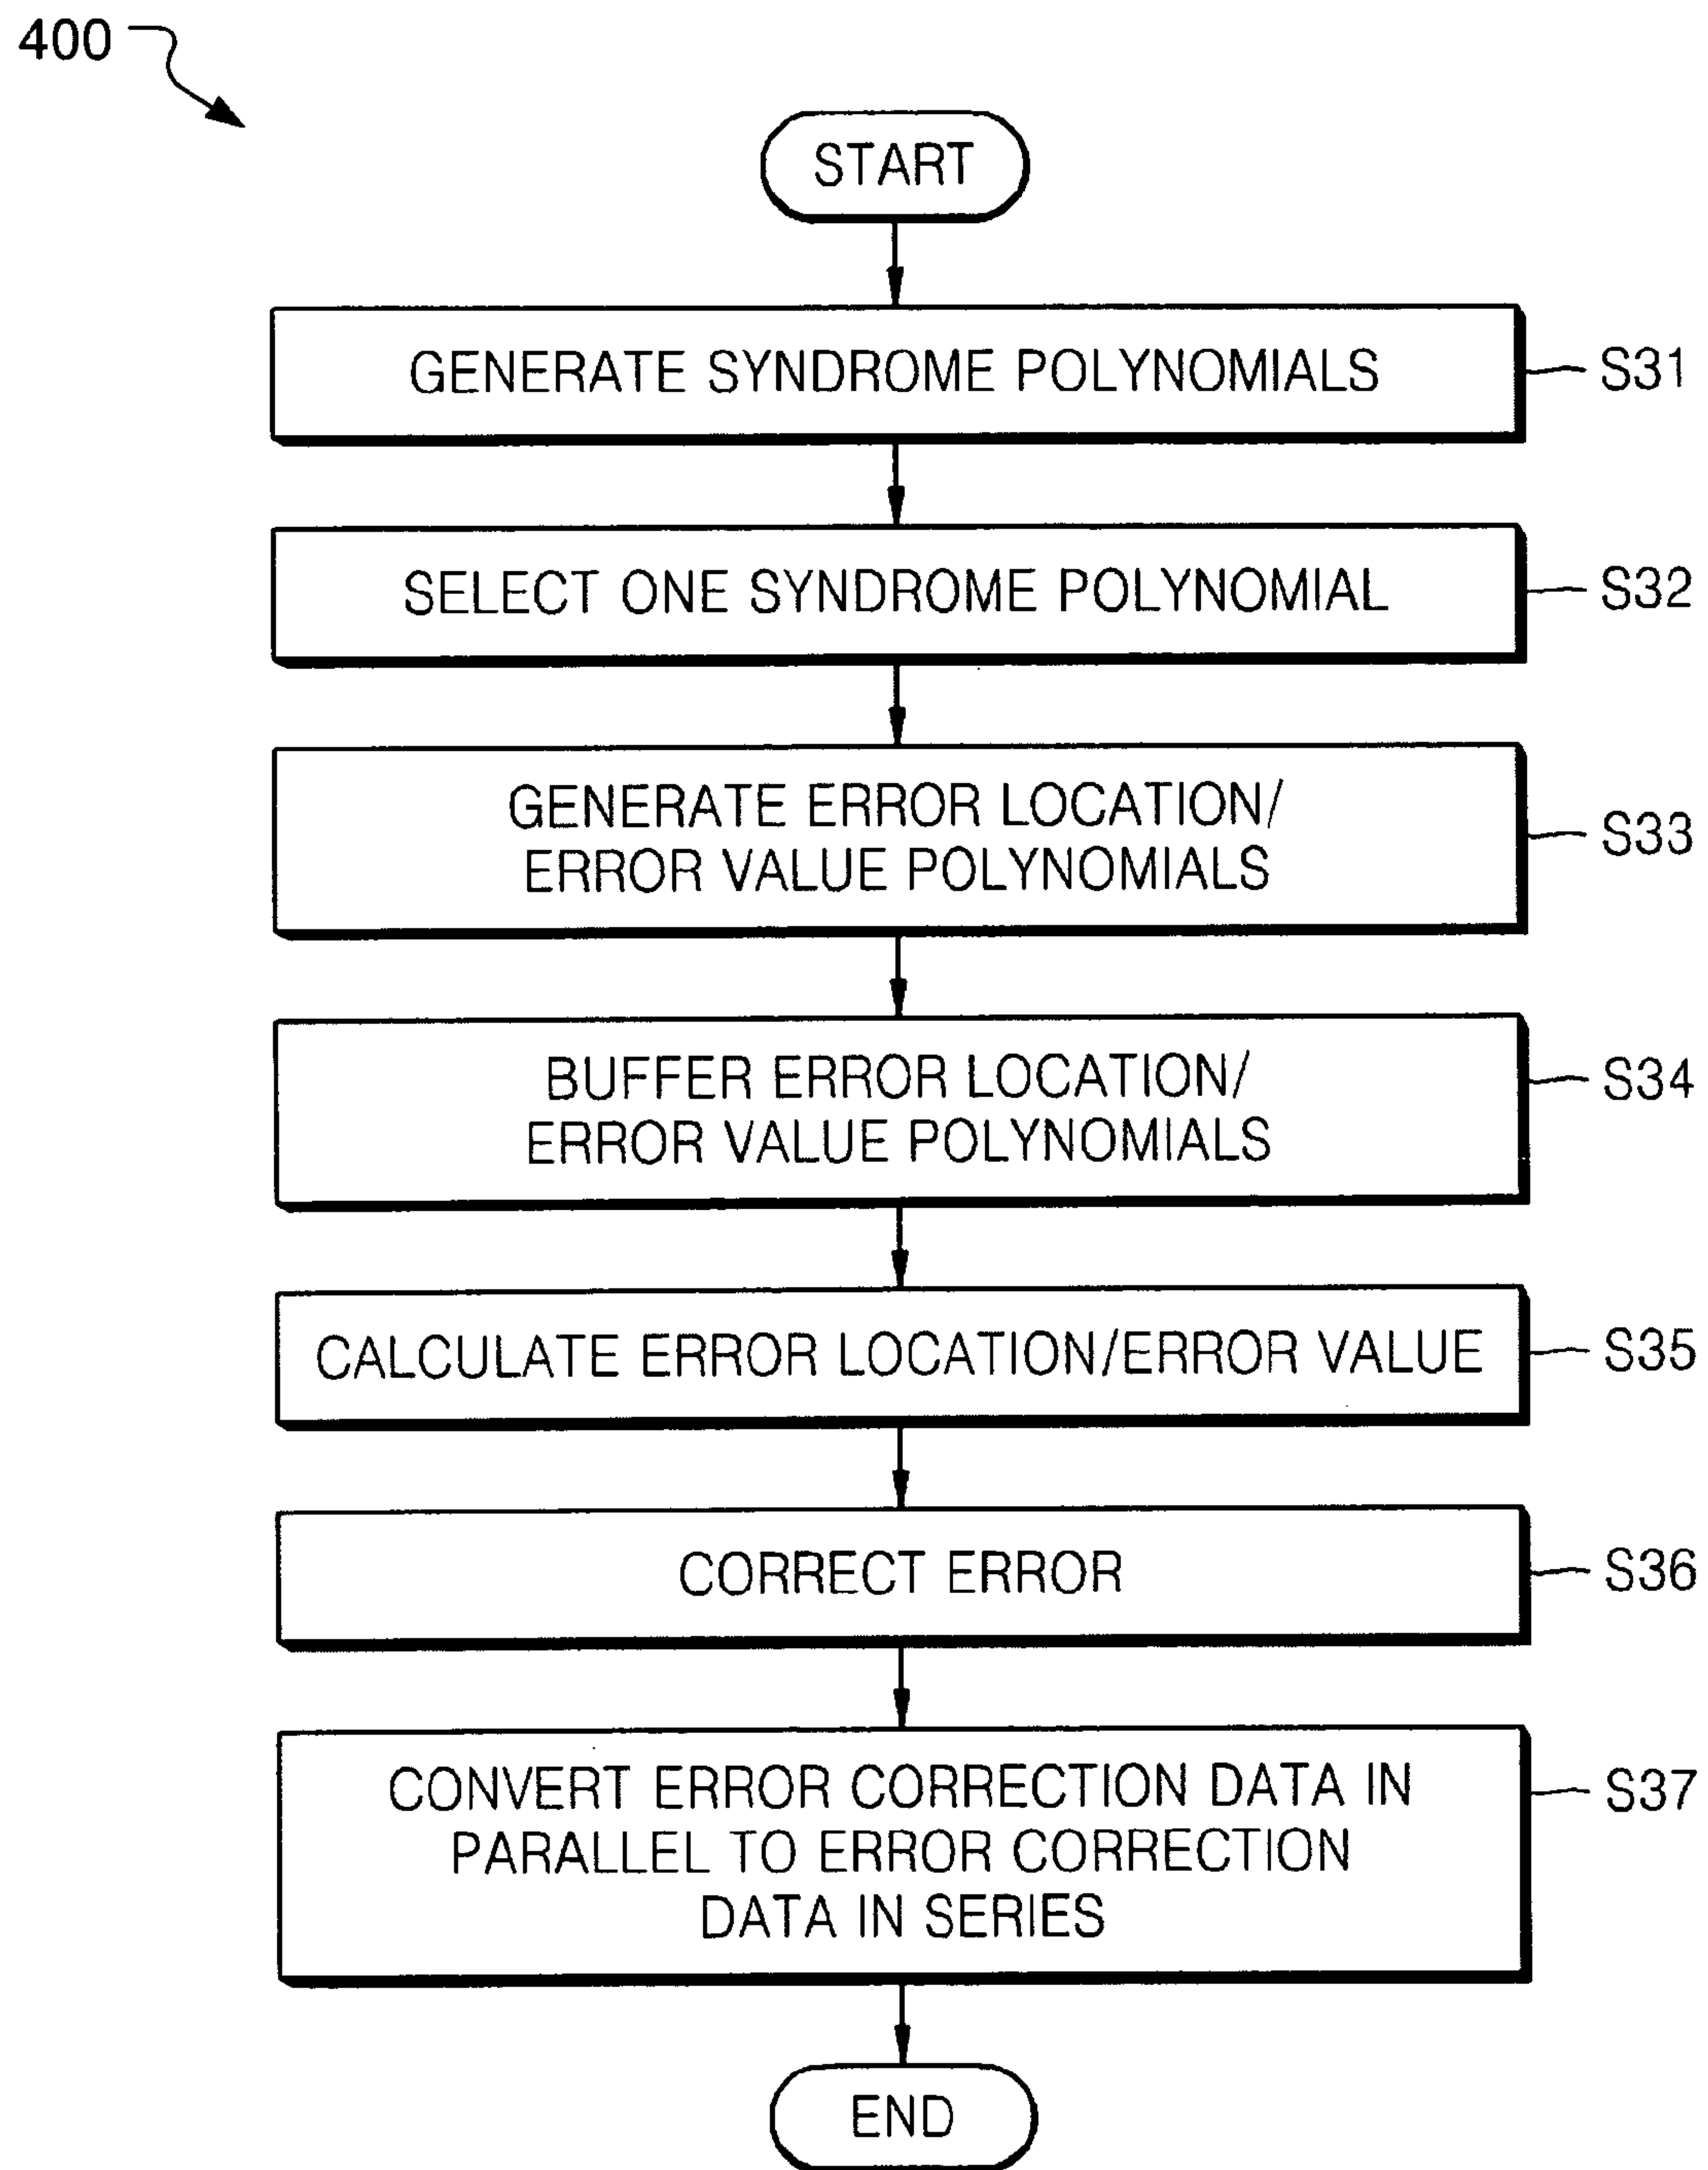 400
START
GENERATE SYNDROME POLYNOMIALS
S31
SELECT ONE SYNDROME POLYNOMIAL
S32
GENERATE ERROR LOCATION/
ERROR VALUE POLYNOMIALS
S33
BUFFER ERROR LOCATION/
ERROR VALUE POLYNOMIALS
S34
CALCULATE ERROR LOCATION/ERROR VALUE
S35
CORRECT ERROR
S36
CONVERT ERROR CORRECTION DATA IN
PARALLEL TO ERROR CORRECTION
DATA IN SERIES
S37
END